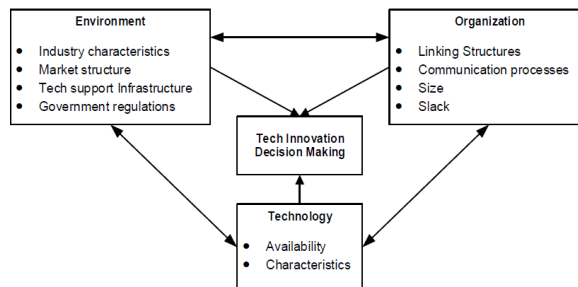 Environment
• Industry characteristics
• Market structure
• Tech support Infrastructure
• Government regulations
Organization
• Linking Structures
• Communication processes
• Size
• Slack
Tech Innovation
Decision Making
Technology
• Availability
• Characteristics